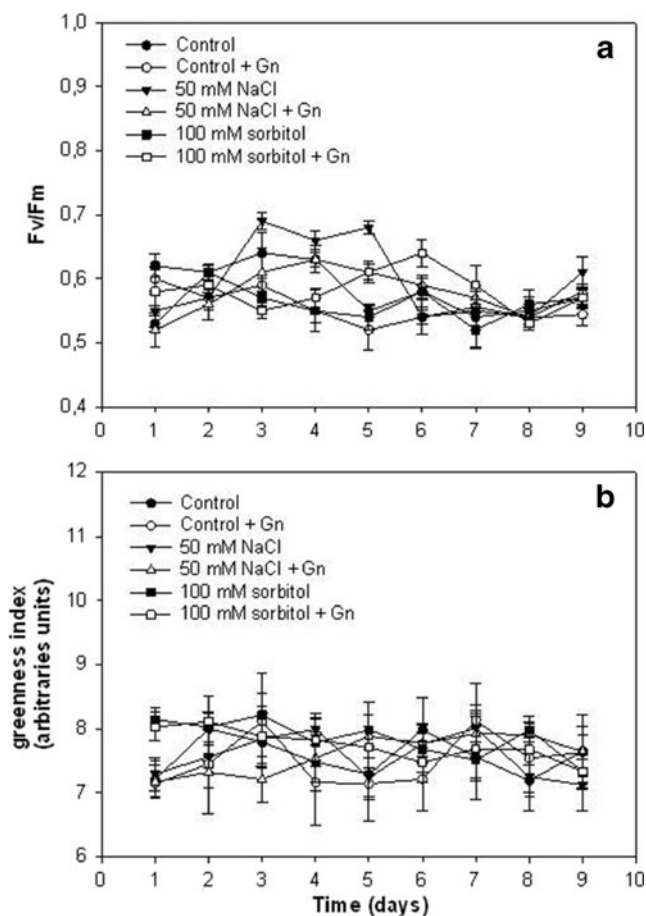 a
Control
Control + Gn
50 mM NaCl
50 mM NaCl + Gn
100 mM sorbitol
100 mM sorbitol + Gn
Fv/Fm
1,0
0,9
0,8
0,7
0,6
0,5
0,4
0 1 2 3 4 5 6 7 8 9 10
b
Control
Control + Gn
50 mM NaCl
50 mM NaCl + Gn
100 mM sorbitol
100 mM sorbitol + Gn
greenness index
(arbitraries units)
12
11
10
9
8
7
6
0 1 2 3 4 5 6 7 8 9 10
Time (days)